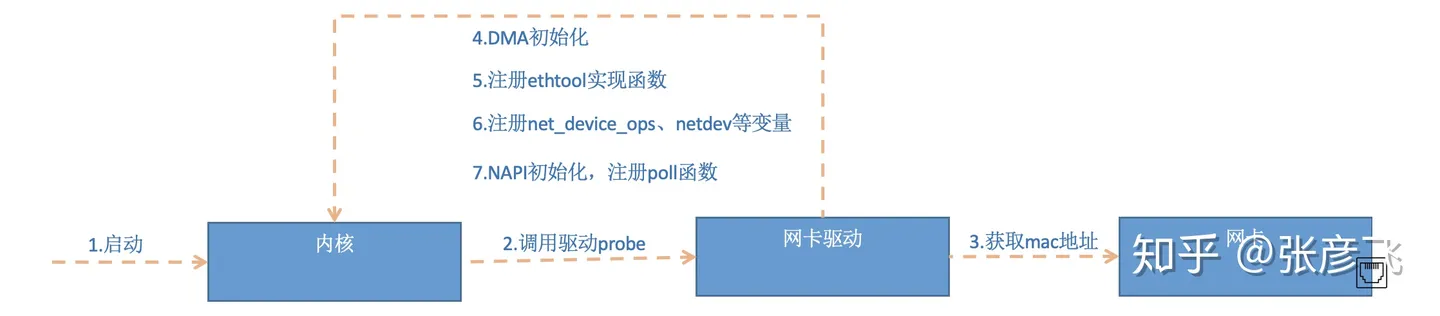 4.DMA初始化
5.注册ethtool实现函数
6.注册net_device_ops、netdev等变量
7.NAPI初始化，注册poll函数
1.启动
内核
2.调用驱动probe
网卡驱动
3.获取mac地址
网卡
知乎 @张彦飞